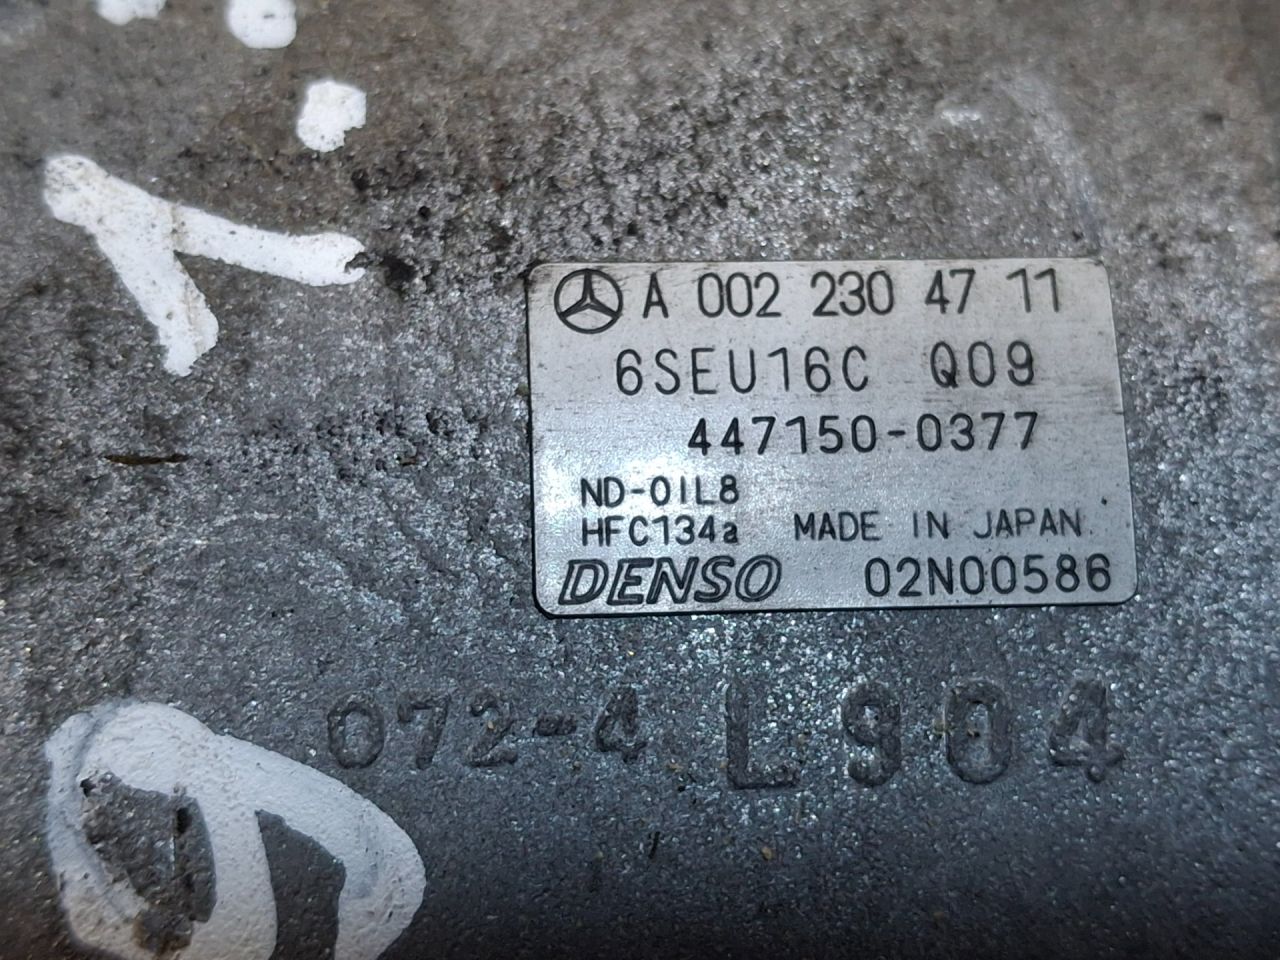 A 002 230 47 11
6SEU16C Q09
447150-0377
ND-OIL8
HFC134a MADE IN JAPAN
DENSO 02N00586
072-4 L904